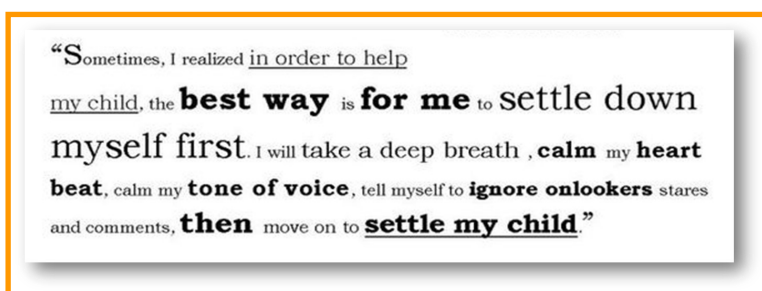 “Sometimes, I realized in order to help
my child, the best way is for me to settle down
myself first. I will take a deep breath , calm my heart
beat, calm my tone of voice, tell myself to ignore onlookers stares
and comments, then move on to settle my child.”